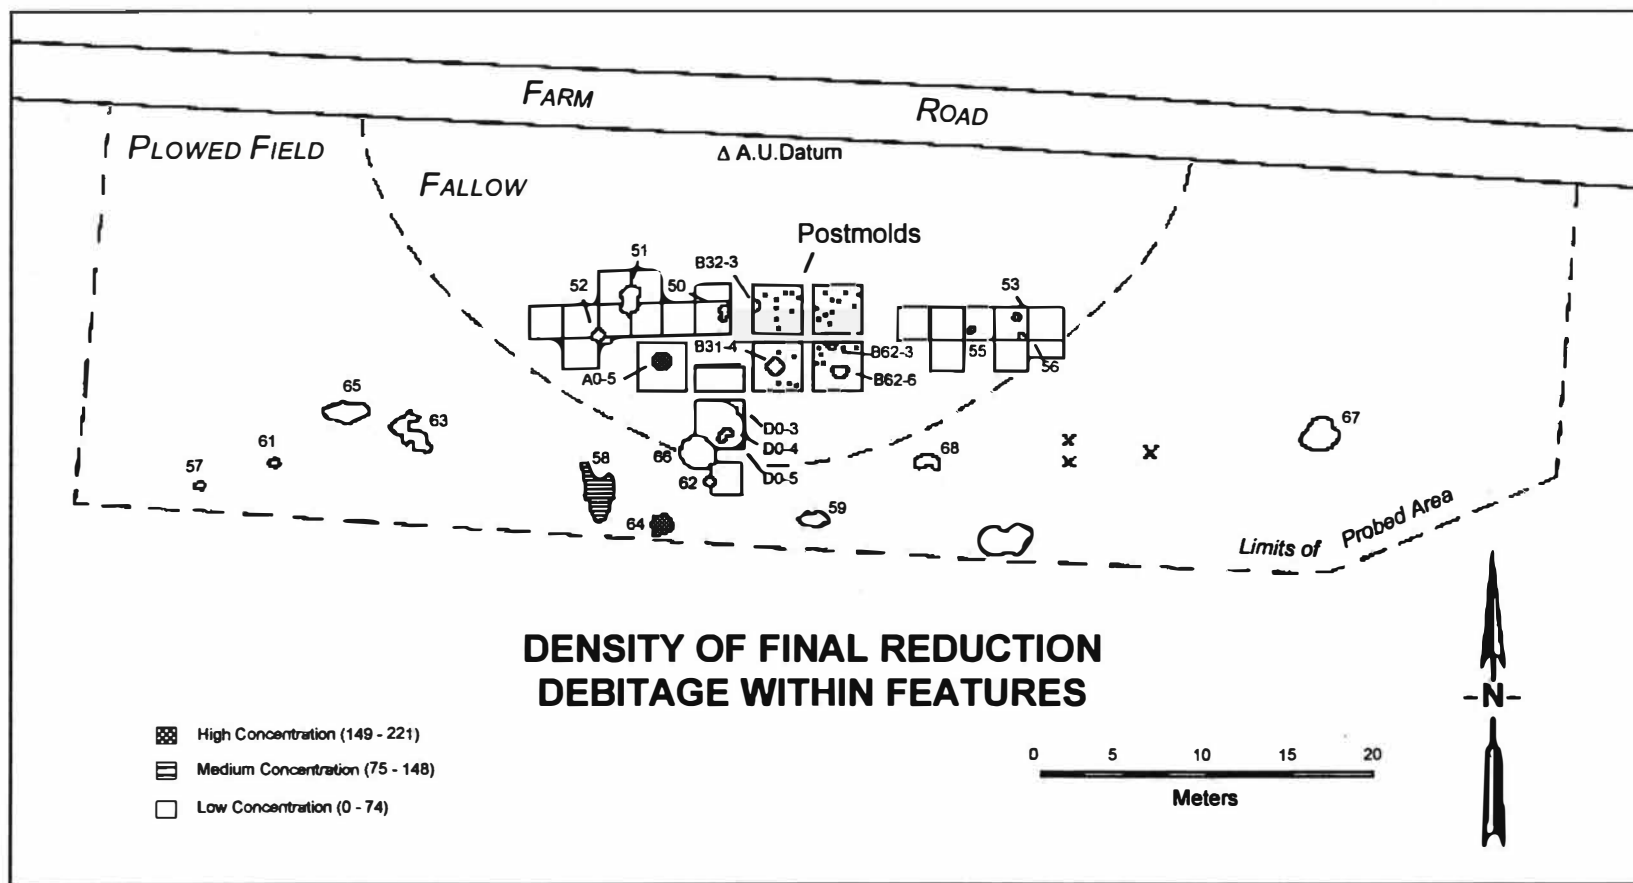 FARM ROAD
PLOWED FIELD
Δ A.U.Datum
FALLOW
Postmolds
51
B32-3
52
50
53
B31-4
B62-3
55
56
A0-5
B62-6
65
63
D0-3
67
61
66
D0-4
68
57
58
62
D0-5
x
x
x
64
59
Limits of Probed Area
DENSITY OF FINAL REDUCTION
DEBITAGE WITHIN FEATURES
N
High Concentration (149 - 221)
Medium Concentration (75 - 148)
Low Concentration (0 - 74)
0 5 10 15 20
Meters